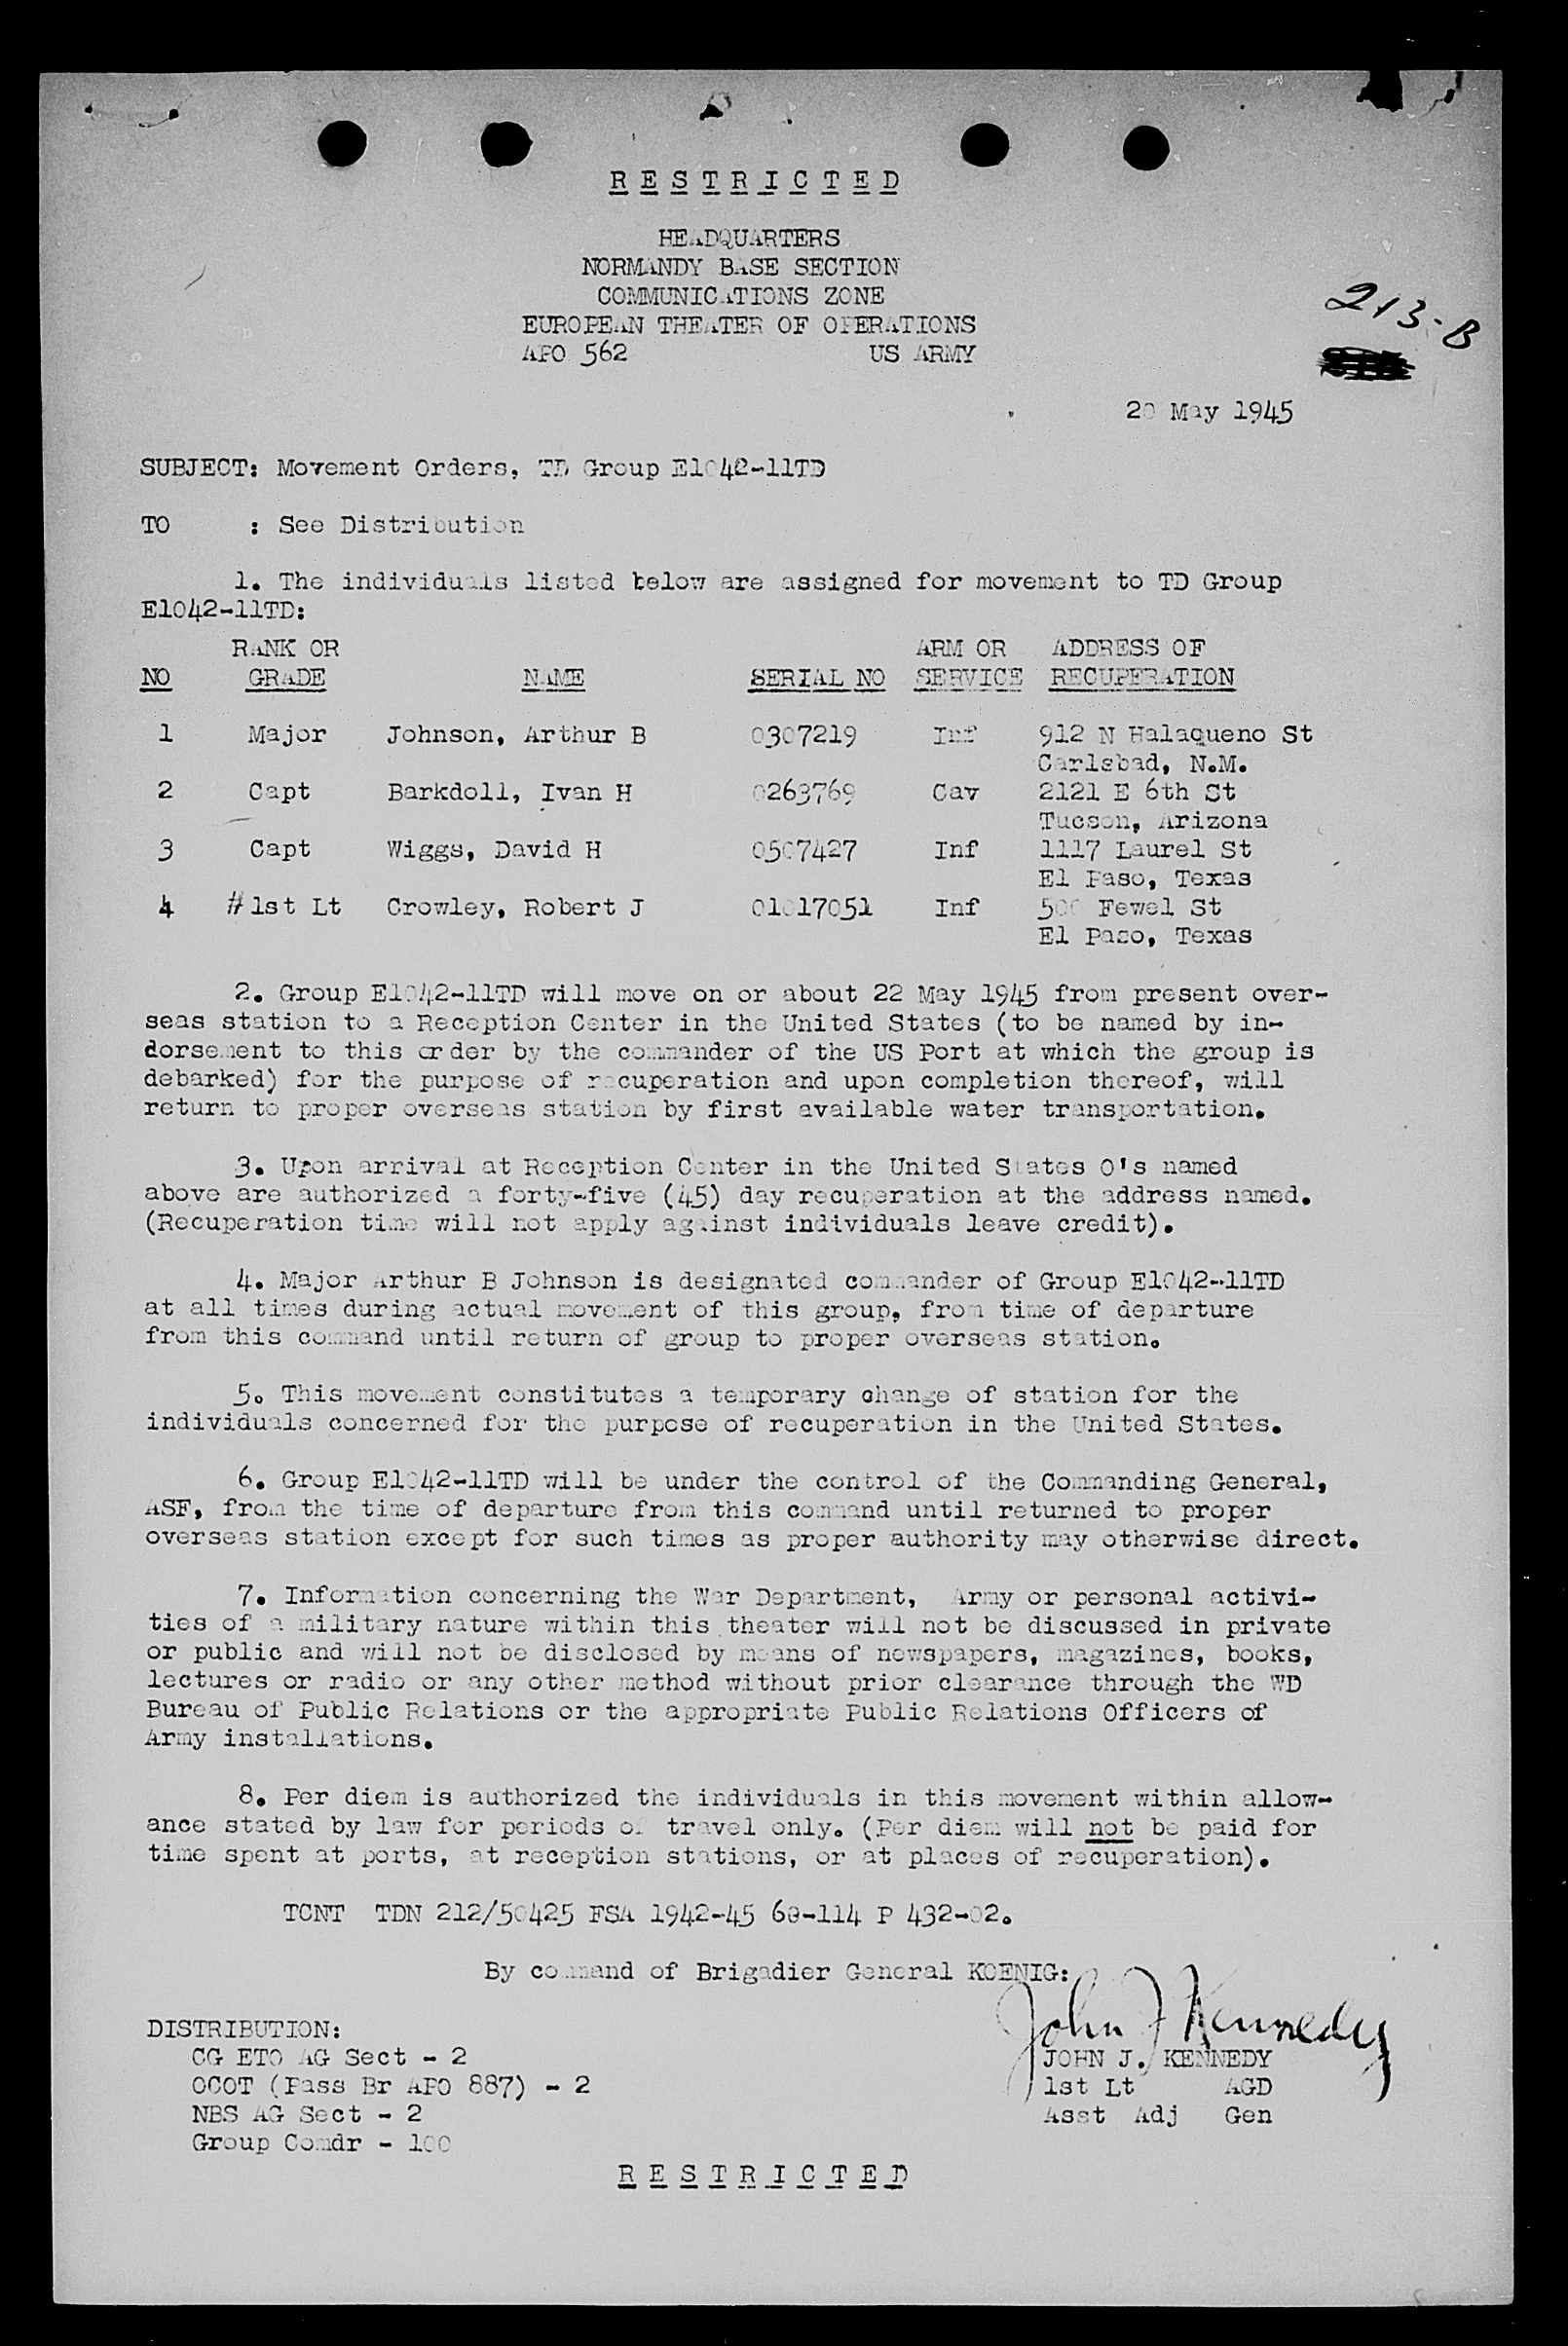 R E S T R I C T E D
HEADQUARTERS
NORMANDY BASE SECTION
COMMUNICATIONS ZONE
EUROPEAN THEATER OF OPERATIONS
APO 562 US ARMY
213-B
20 May 1945
SUBJECT: Movement Orders, TD Group E1042-11TD
TO : See Distribution
1. The individuals listed below are assigned for movement to TD Group
E1042-11TD:
RANK OR ARM OR ADDRESS OF
NO GRADE NAME SERIAL NO SERVICE RECUPERATION
1 Major Johnson, Arthur B 0307219 Inf 912 N Halaqueno St
Carlsbad, N.M.
2 Capt Barkdoll, Ivan H 0263769 Cav 2121 E 6th St
Tucson, Arizona
3 Capt Wiggs, David H 0507427 Inf 1117 Laurel St
El Paso, Texas
4 #1st Lt Crowley, Robert J 01017051 Inf 500 Fewel St
El Paso, Texas
2. Group E1042-11TD will move on or about 22 May 1945 from present over-
seas station to a Reception Center in the United States (to be named by in-
dorsement to this order by the commander of the US Port at which the group is
debarked) for the purpose of recuperation and upon completion thereof, will
return to proper overseas station by first available water transportation.
3. Upon arrival at Reception Center in the United States O's named
above are authorized a forty-five (45) day recuperation at the address named.
(Recuperation time will not apply against individuals leave credit).
4. Major Arthur B Johnson is designated commander of Group E1042-11TD
at all times during actual movement of this group, from time of departure
from this command until return of group to proper overseas station.
5. This movement constitutes a temporary change of station for the
individuals concerned for the purpose of recuperation in the United States.
6. Group E1042-11TD will be under the control of the Commanding General,
ASF, from the time of departure from this command until returned to proper
overseas station except for such times as proper authority may otherwise direct.
7. Information concerning the War Department, Army or personal activi-
ties of a military nature within this theater will not be discussed in private
or public and will not be disclosed by means of newspapers, magazines, books,
lectures or radio or any other method without prior clearance through the WD
Bureau of Public Relations or the appropriate Public Relations Officers of
Army installations.
8. Per diem is authorized the individuals in this movement within allow-
ance stated by law for periods of travel only. (Per diem will not be paid for
time spent at ports, at reception stations, or at places of recuperation).
TCNT TDN 212/50425 FSA 1942-45 60-114 P 432-02.
By command of Brigadier General KOENIG:
John J Kennedy
DISTRIBUTION:
CG ETO AG Sect - 2 JOHN J. KENNEDY
OCOT (Pass Br APO 887) - 2 1st Lt AGD
NBS AG Sect - 2 Asst Adj Gen
Group Comdr - 100
R E S T R I C T E D